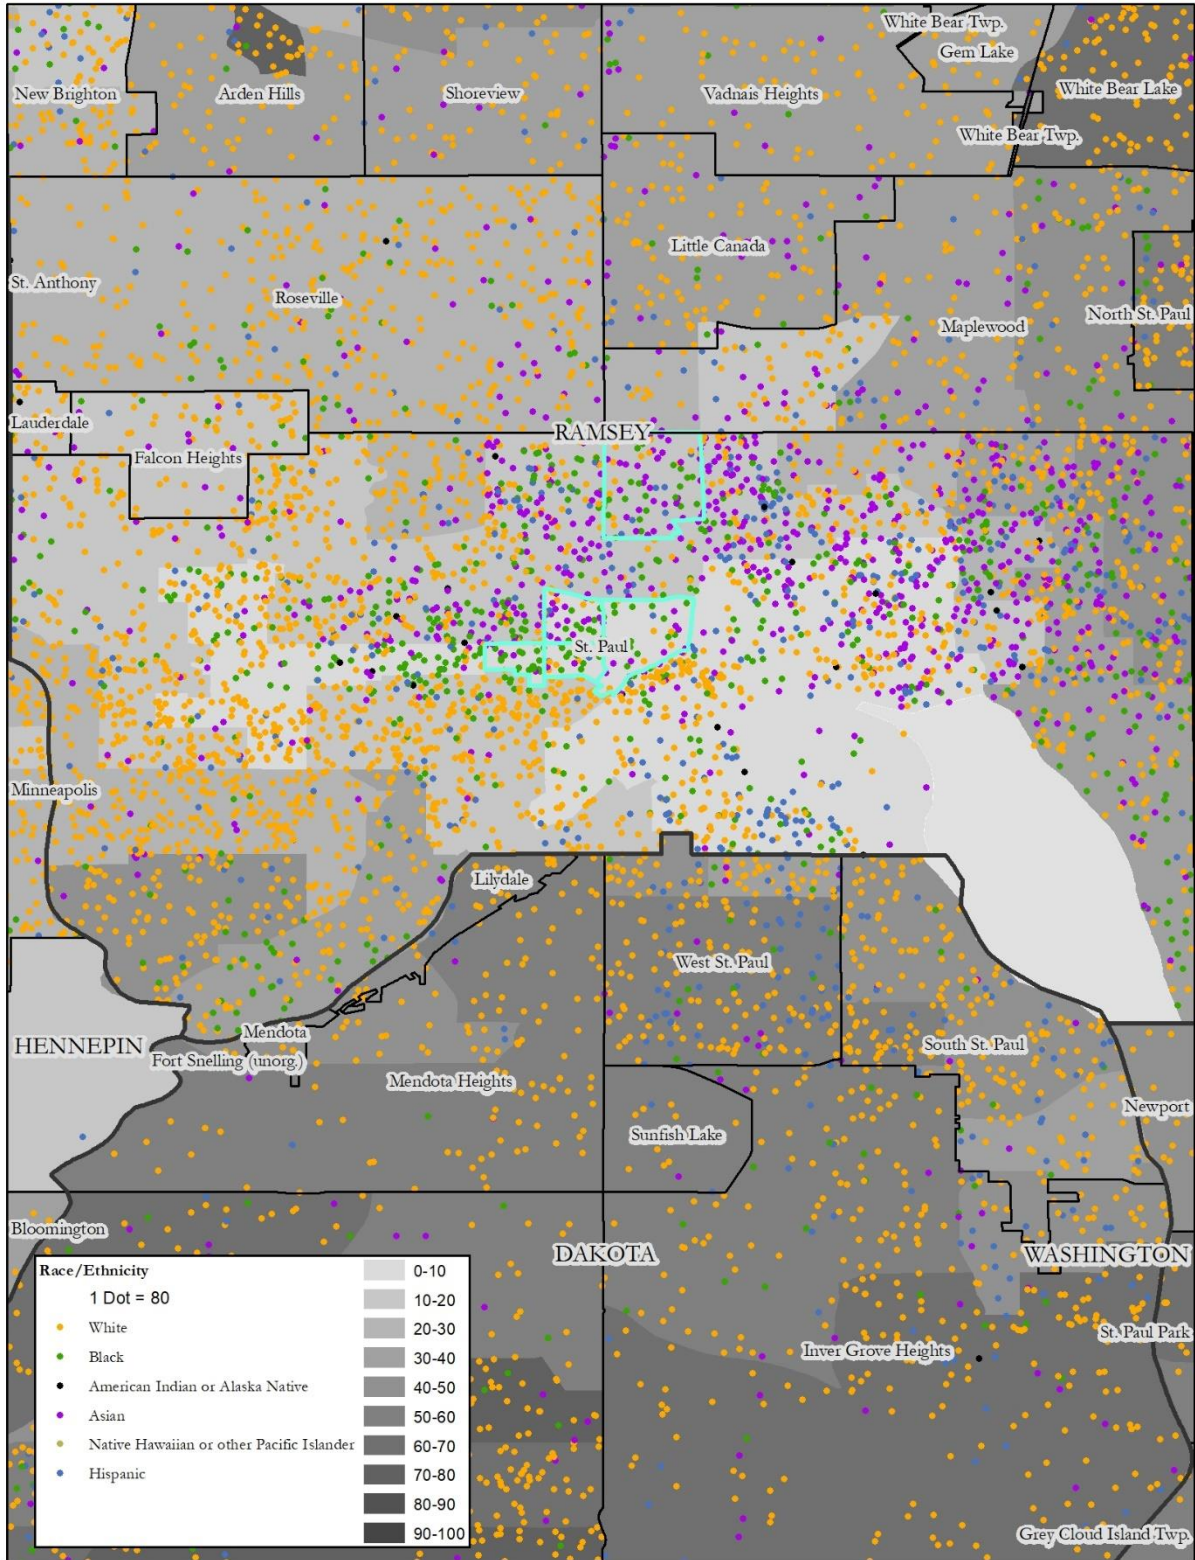 White Bear Twp.
Gem Lake
New Brighton
Arden Hills
Shoreview
Vadnais Heights
White Bear Lake
White Bear Twp.
Little Canada
St. Anthony
Roseville
North St. Paul
Maplewood
Lauderdale
RAMSEY
Falcon Heights
St. Paul
Minneapolis
Lilydale
West St. Paul
Mendota
HENNEPIN
South St. Paul
Fort Snelling (unorg.)
Mendota Heights
Newport
Sunfish Lake
Bloomington
DAKOTA
WASHINGTON
St. Paul Park
Inver Grove Heights
Grey Cloud Island Twp.
Race/Ethnicity
1 Dot = 80
White
Black
American Indian or Alaska Native
Asian
Native Hawaiian or other Pacific Islander
Hispanic
0-10
10-20
20-30
30-40
40-50
50-60
60-70
70-80
80-90
90-100